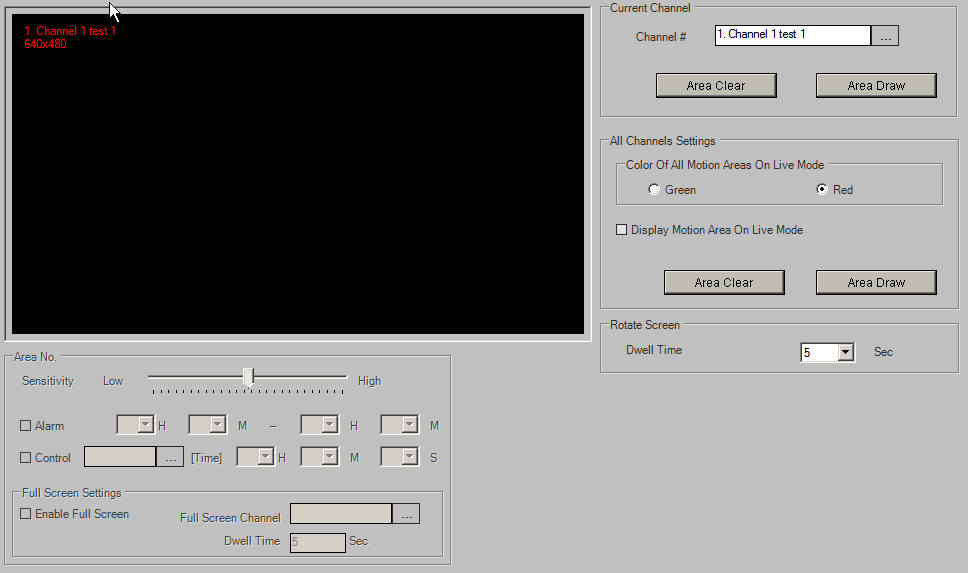 1. Channel 1 test 1
640x480
Current Channel
Channel #
1. Channel 1 test 1
...
Area Clear
Area Draw
All Channels Settings
Color Of All Motion Areas On Live Mode
Green
Red
Display Motion Area On Live Mode
Area Clear
Area Draw
Rotate Screen
Dwell Time
5
Sec
Area No.
Sensitivity
Low
High
Alarm
H
M
–
H
M
Control
...
[Time]
H
M
S
Full Screen Settings
Enable Full Screen
Full Screen Channel
...
Dwell Time
5
Sec